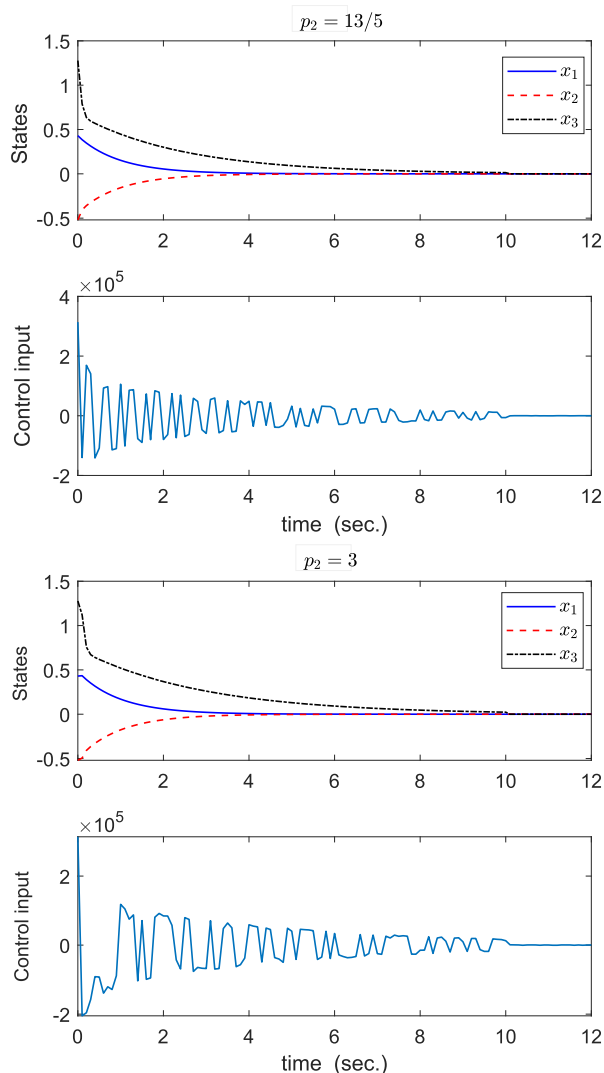 p₂ = 13/5
1.5
1
0.5
0
-0.5
States
x₁
x₂
x₃
0 2 4 6 8 10 12
×10⁵
4
2
0
-2
Control input
0 2 4 6 8 10 12
time (sec.)
p₂ = 3
1.5
1
0.5
0
-0.5
States
x₁
x₂
x₃
0 2 4 6 8 10 12
×10⁵
2
0
-2
Control input
0 2 4 6 8 10 12
time (sec.)